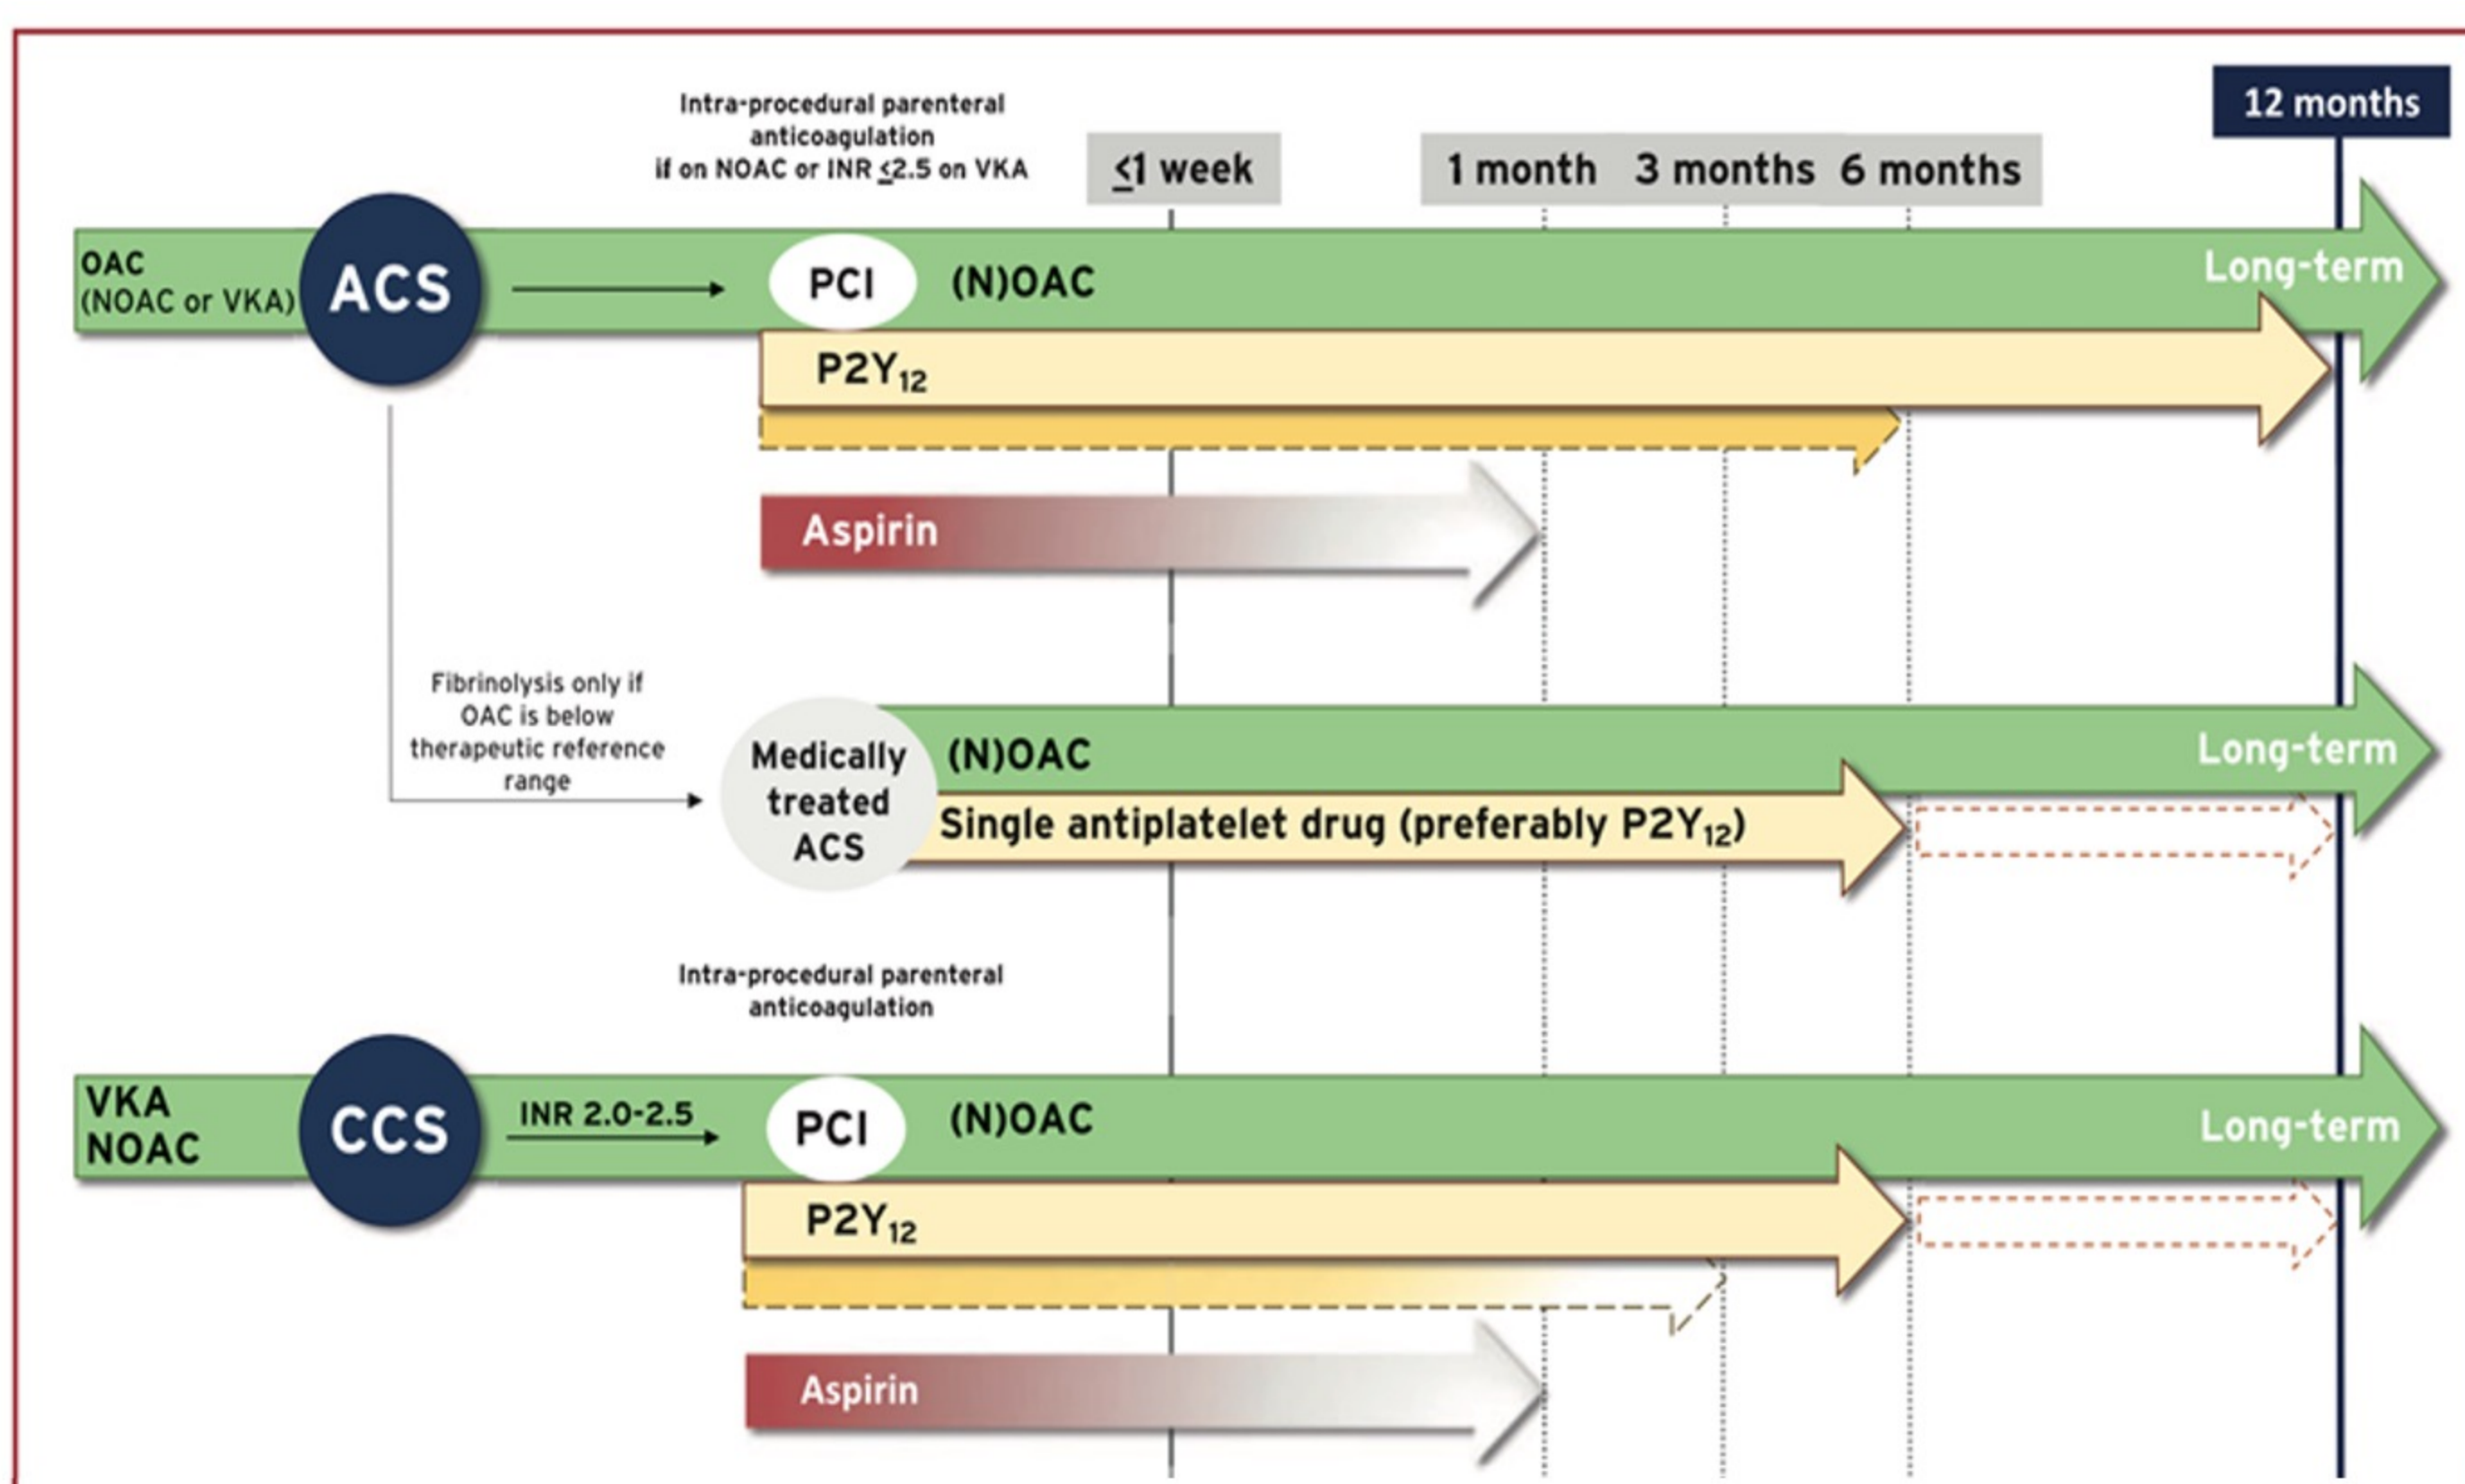 12 months
Intra-procedural parenteral
anticoagulation
if on NOAC or INR ≤2.5 on VKA
≤1 week
1 month
3 months
6 months
OAC
(NOAC or VKA)
ACS
PCI
(N)OAC
Long-term
P2Y₁₂
Aspirin
Fibrinolysis only if
OAC is below
therapeutic reference
range
Medically
treated
ACS
(N)OAC
Long-term
Single antiplatelet drug (preferably P2Y₁₂)
Intra-procedural parenteral
anticoagulation
VKA
NOAC
CCS
INR 2.0-2.5
PCI
(N)OAC
Long-term
P2Y₁₂
Aspirin